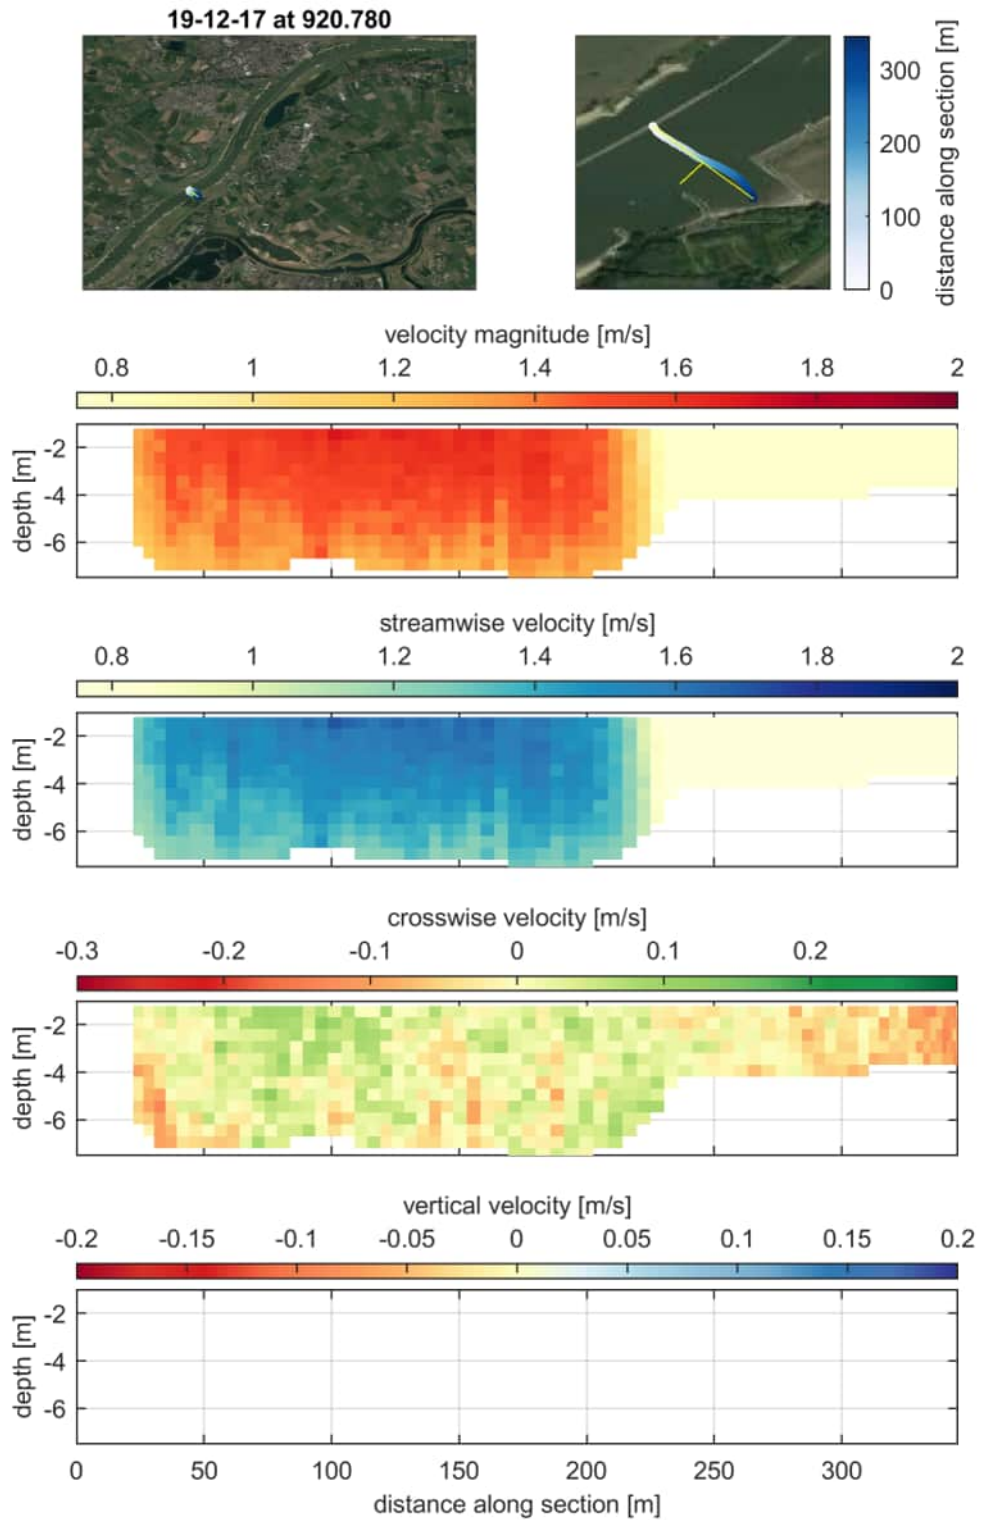 19-12-17 at 920.780
300
200
100
0
distance along section [m]
velocity magnitude [m/s]
0.8 1 1.2 1.4 1.6 1.8 2
-2
-4
-6
depth [m]
streamwise velocity [m/s]
0.8 1 1.2 1.4 1.6 1.8 2
-2
-4
-6
depth [m]
crosswise velocity [m/s]
-0.3 -0.2 -0.1 0 0.1 0.2
-2
-4
-6
depth [m]
vertical velocity [m/s]
-0.2 -0.15 -0.1 -0.05 0 0.05 0.1 0.15 0.2
-2
-4
-6
depth [m]
0 50 100 150 200 250 300
distance along section [m]